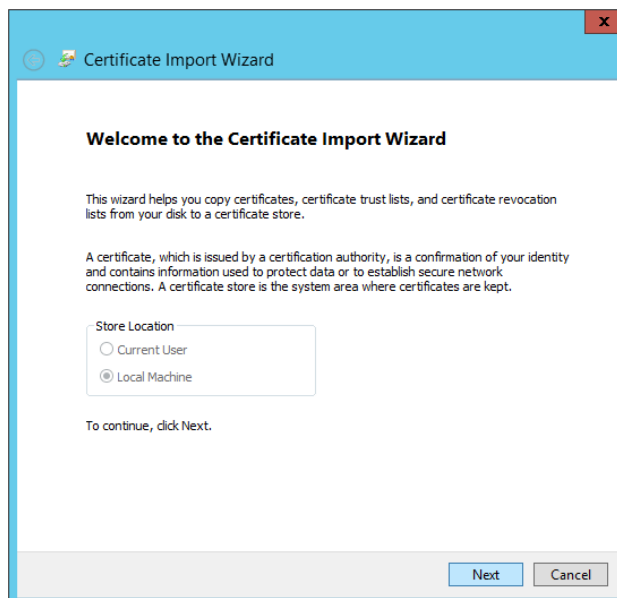 x
Certificate Import Wizard
Welcome to the Certificate Import Wizard
This wizard helps you copy certificates, certificate trust lists, and certificate revocation
lists from your disk to a certificate store.
A certificate, which is issued by a certification authority, is a confirmation of your identity
and contains information used to protect data or to establish secure network
connections. A certificate store is the system area where certificates are kept.
Store Location
Current User
Local Machine
To continue, click Next.
Next Cancel